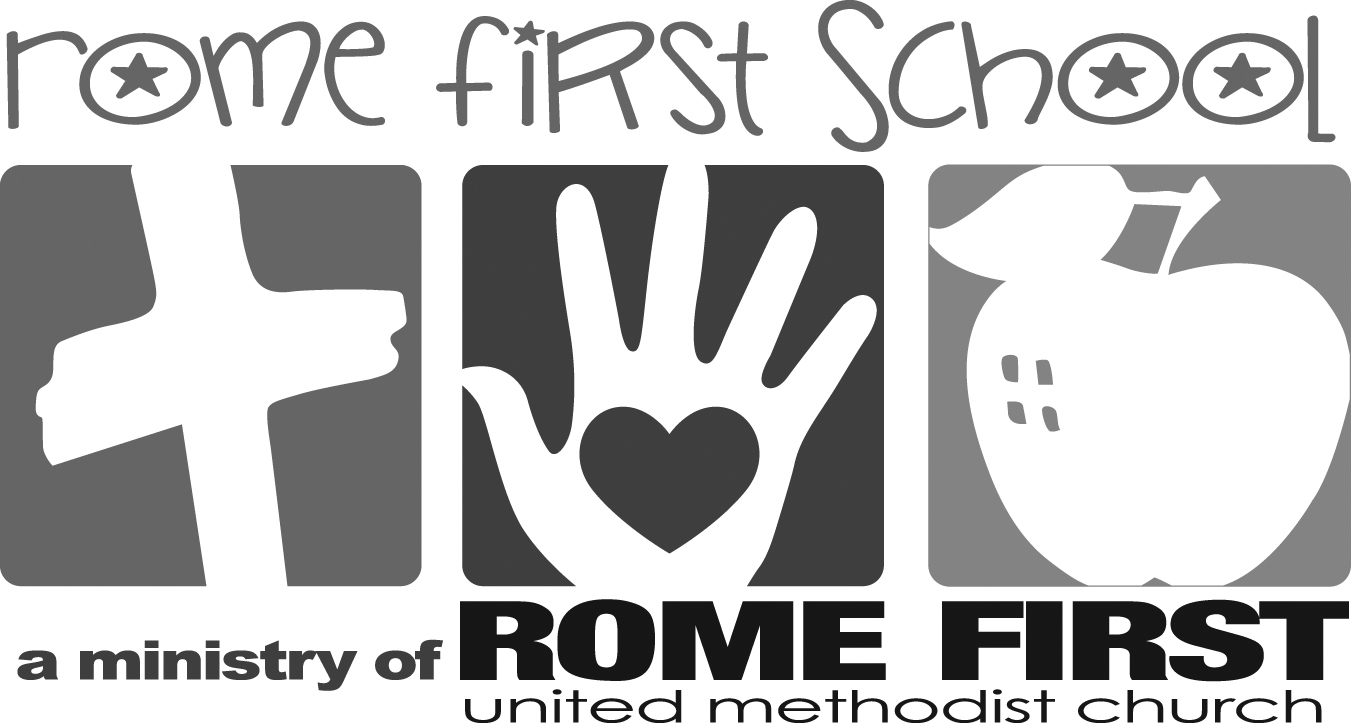 rome fiRst School
a ministry of ROME FIRST
united methodist church